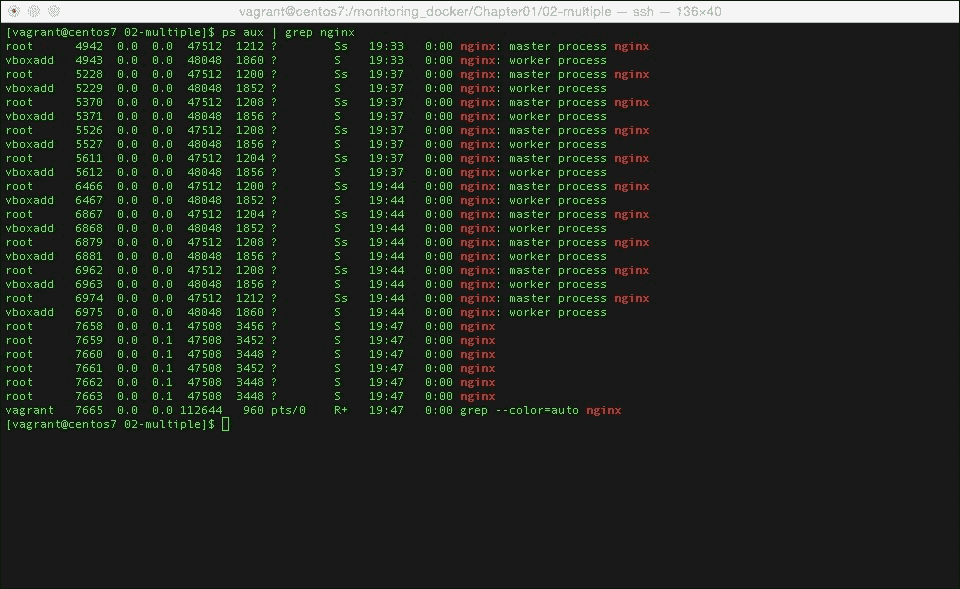 vagrant@centos7:/monitoring_docker/Chapter01/02-multiple — ssh — 136×40
[vagrant@centos7 02-multiple]$ ps aux | grep nginx
root      4942  0.0  0.0  47512  1212 ?        Ss   19:33   0:00 nginx: master process nginx
vboxadd   4943  0.0  0.0  48048  1860 ?        S    19:33   0:00 nginx: worker process
root      5228  0.0  0.0  47512  1200 ?        Ss   19:37   0:00 nginx: master process nginx
vboxadd   5229  0.0  0.0  48048  1852 ?        S    19:37   0:00 nginx: worker process
root      5370  0.0  0.0  47512  1208 ?        Ss   19:37   0:00 nginx: master process nginx
vboxadd   5371  0.0  0.0  48048  1856 ?        S    19:37   0:00 nginx: worker process
root      5526  0.0  0.0  47512  1208 ?        Ss   19:37   0:00 nginx: master process nginx
vboxadd   5527  0.0  0.0  48048  1856 ?        S    19:37   0:00 nginx: worker process
root      5611  0.0  0.0  47512  1204 ?        Ss   19:37   0:00 nginx: master process nginx
vboxadd   5612  0.0  0.0  48048  1856 ?        S    19:37   0:00 nginx: worker process
root      6466  0.0  0.0  47512  1200 ?        Ss   19:44   0:00 nginx: master process nginx
vboxadd   6467  0.0  0.0  48048  1852 ?        S    19:44   0:00 nginx: worker process
root      6867  0.0  0.0  47512  1204 ?        Ss   19:44   0:00 nginx: master process nginx
vboxadd   6868  0.0  0.0  48048  1852 ?        S    19:44   0:00 nginx: worker process
root      6879  0.0  0.0  47512  1208 ?        Ss   19:44   0:00 nginx: master process nginx
vboxadd   6881  0.0  0.0  48048  1856 ?        S    19:44   0:00 nginx: worker process
root      6962  0.0  0.0  47512  1208 ?        Ss   19:44   0:00 nginx: master process nginx
vboxadd   6963  0.0  0.0  48048  1856 ?        S    19:44   0:00 nginx: worker process
root      6974  0.0  0.0  47512  1212 ?        Ss   19:44   0:00 nginx: master process nginx
vboxadd   6975  0.0  0.0  48048  1860 ?        S    19:44   0:00 nginx: worker process
root      7658  0.0  0.1  47508  3456 ?        S    19:47   0:00 nginx
root      7659  0.0  0.1  47508  3452 ?        S    19:47   0:00 nginx
root      7660  0.0  0.1  47508  3448 ?        S    19:47   0:00 nginx
root      7661  0.0  0.1  47508  3452 ?        S    19:47   0:00 nginx
root      7662  0.0  0.1  47508  3448 ?        S    19:47   0:00 nginx
root      7663  0.0  0.1  47508  3448 ?        S    19:47   0:00 nginx
vagrant   7665  0.0  0.0 112644   960 pts/0    R+   19:47   0:00 grep --color=auto nginx
[vagrant@centos7 02-multiple]$